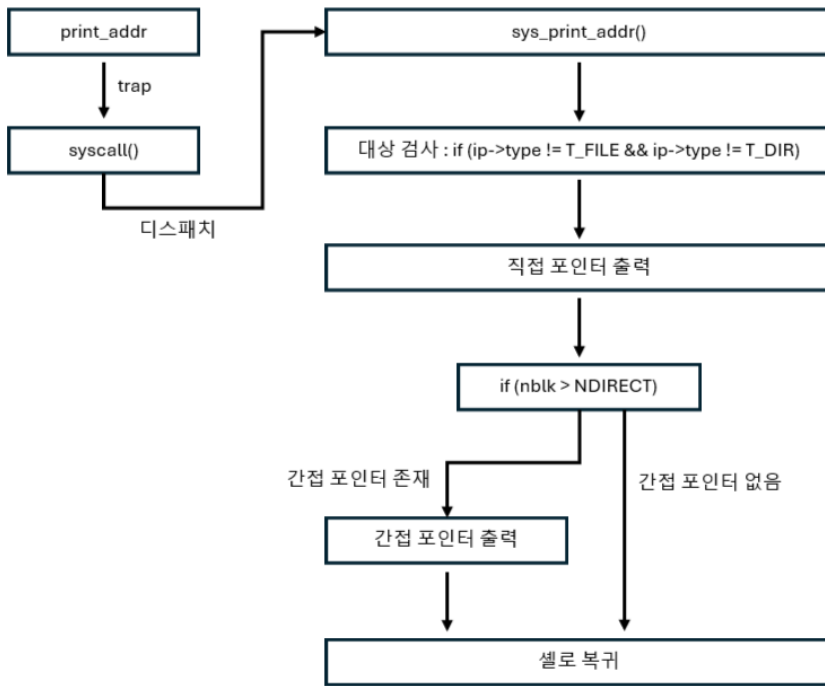 print_addr
trap
syscall()
디스패치
sys_print_addr()
대상 검사 : if (ip->type != T_FILE && ip->type != T_DIR)
직접 포인터 출력
if (nblk > NDIRECT)
간접 포인터 존재
간접 포인터 없음
간접 포인터 출력
셸로 복귀